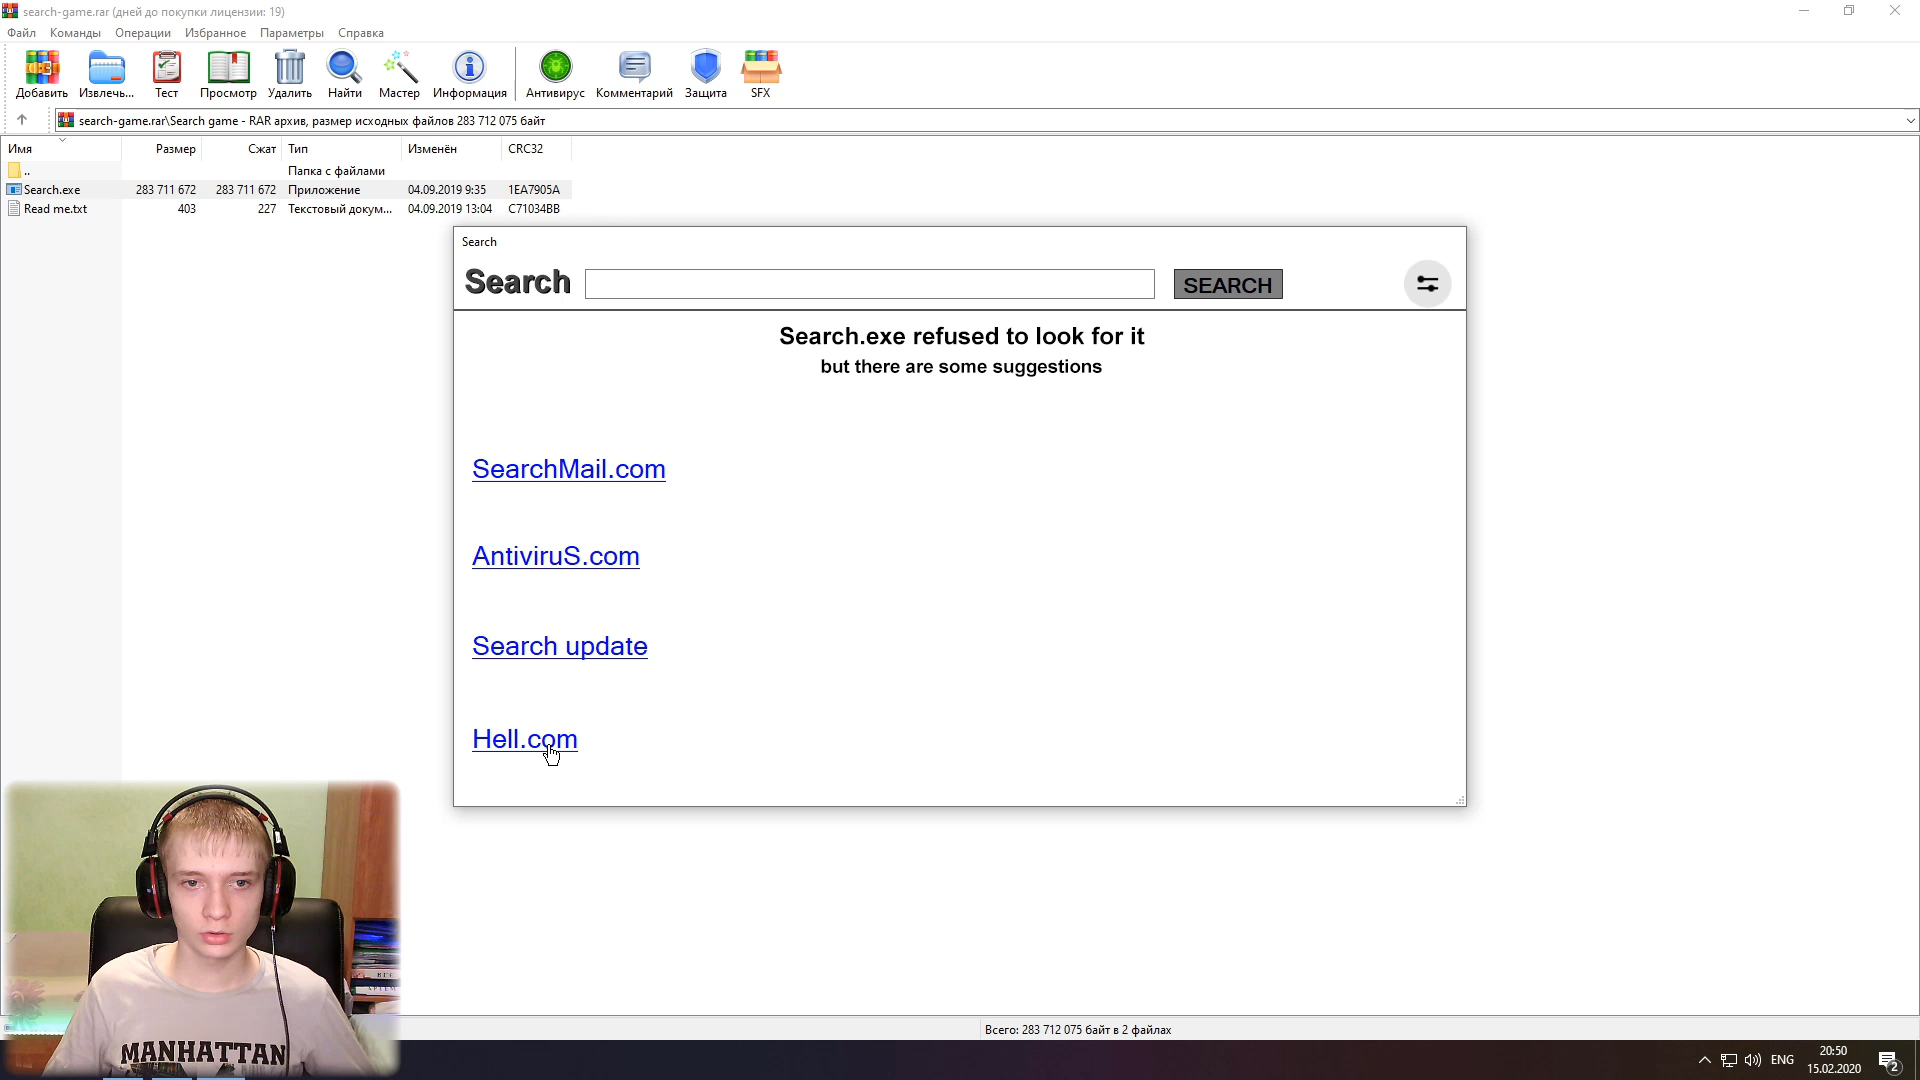 search-game.rar (дней до покупки лицензии: 19)
Файл Команды Операции Избранное Параметры Справка
Добавить Извлечь... Тест Просмотр Удалить Найти Мастер Информация Антивирус Комментарий Защита SFX
search-game.rar\Search game - RAR архив, размер исходных файлов 283 712 075 байт
Имя Размер Сжат Тип Изменён CRC32
.. Папка с файлами
Search.exe 283 711 672 283 711 672 Приложение 04.09.2019 9:35 1EA7905A
Read me.txt 403 227 Текстовый докум... 04.09.2019 13:04 C71034BB
Search
Search SEARCH
Search.exe refused to look for it
but there are some suggestions
SearchMail.com
AntiviruS.com
Search update
Hell.com
MANHATTAN
Всего: 283 712 075 байт в 2 файлах
ENG
20:50
15.02.2020
2